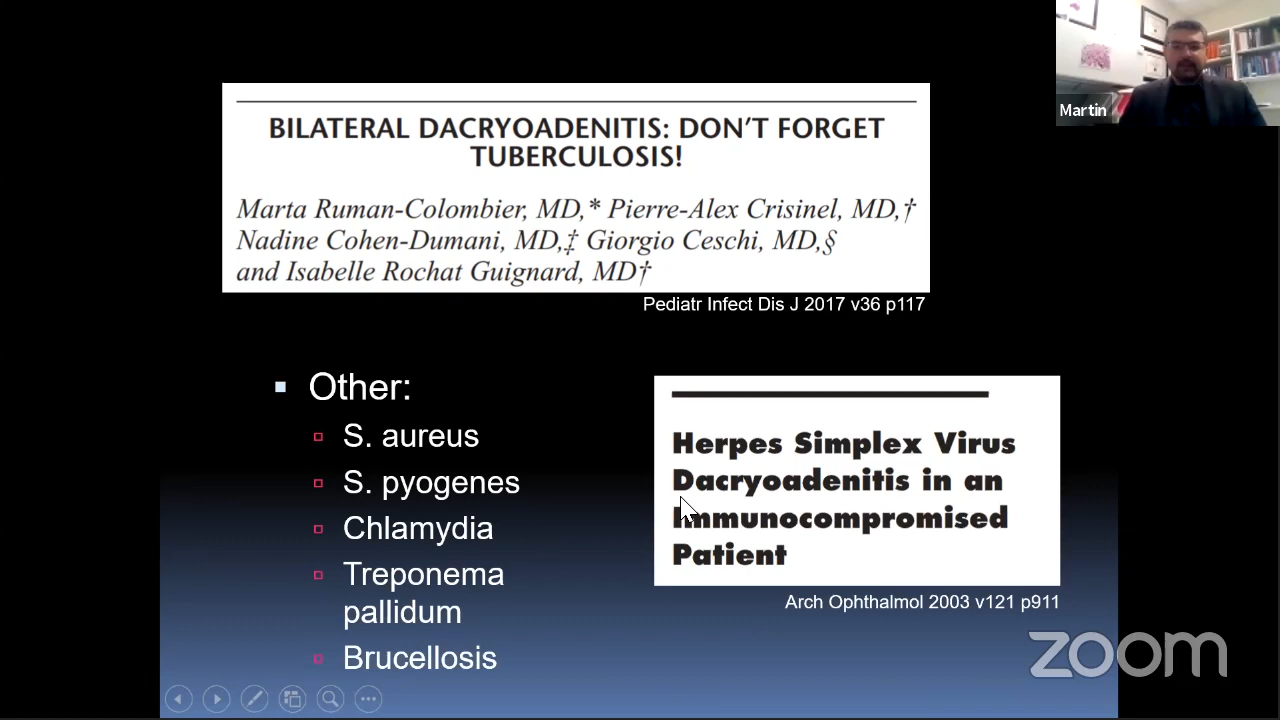 BILATERAL DACRYOADENITIS: DON'T FORGET
TUBERCULOSIS!
Marta Ruman-Colombier, MD,* Pierre-Alex Crisinel, MD,†
Nadine Cohen-Dumani, MD,‡ Giorgio Ceschi, MD,§
and Isabelle Rochat Guignard, MD†
Pediatr Infect Dis J 2017 v36 p117
Martin
Other:
S. aureus
S. pyogenes
Chlamydia
Treponema
pallidum
Brucellosis
Herpes Simplex Virus
Dacryoadenitis in an
Immunocompromised
Patient
Arch Ophthalmol 2003 v121 p911
zoom